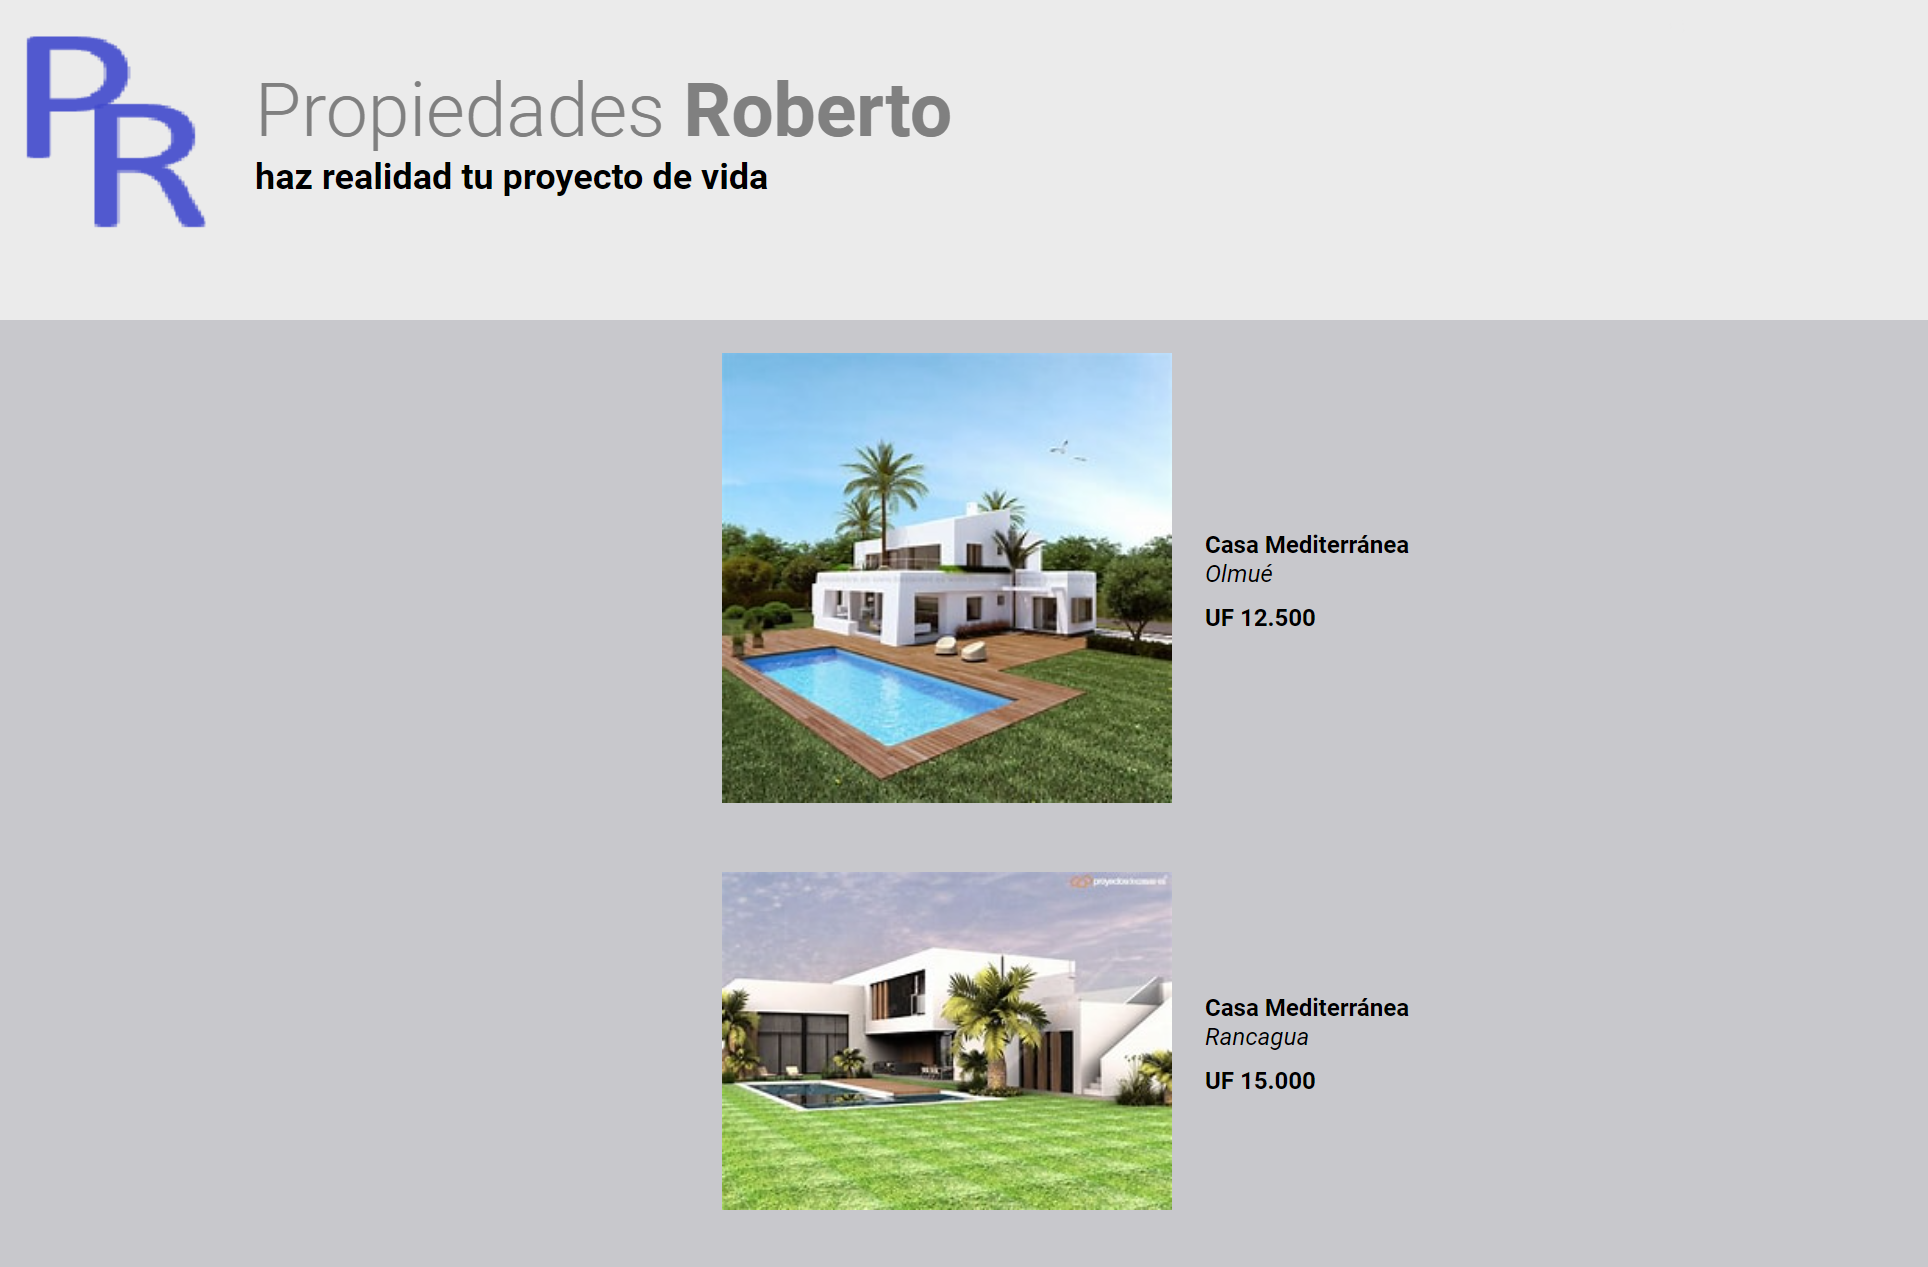 PR
Propiedades Roberto
haz realidad tu proyecto de vida
Casa Mediterránea
Olmué
UF 12.500
Casa Mediterránea
Rancagua
UF 15.000